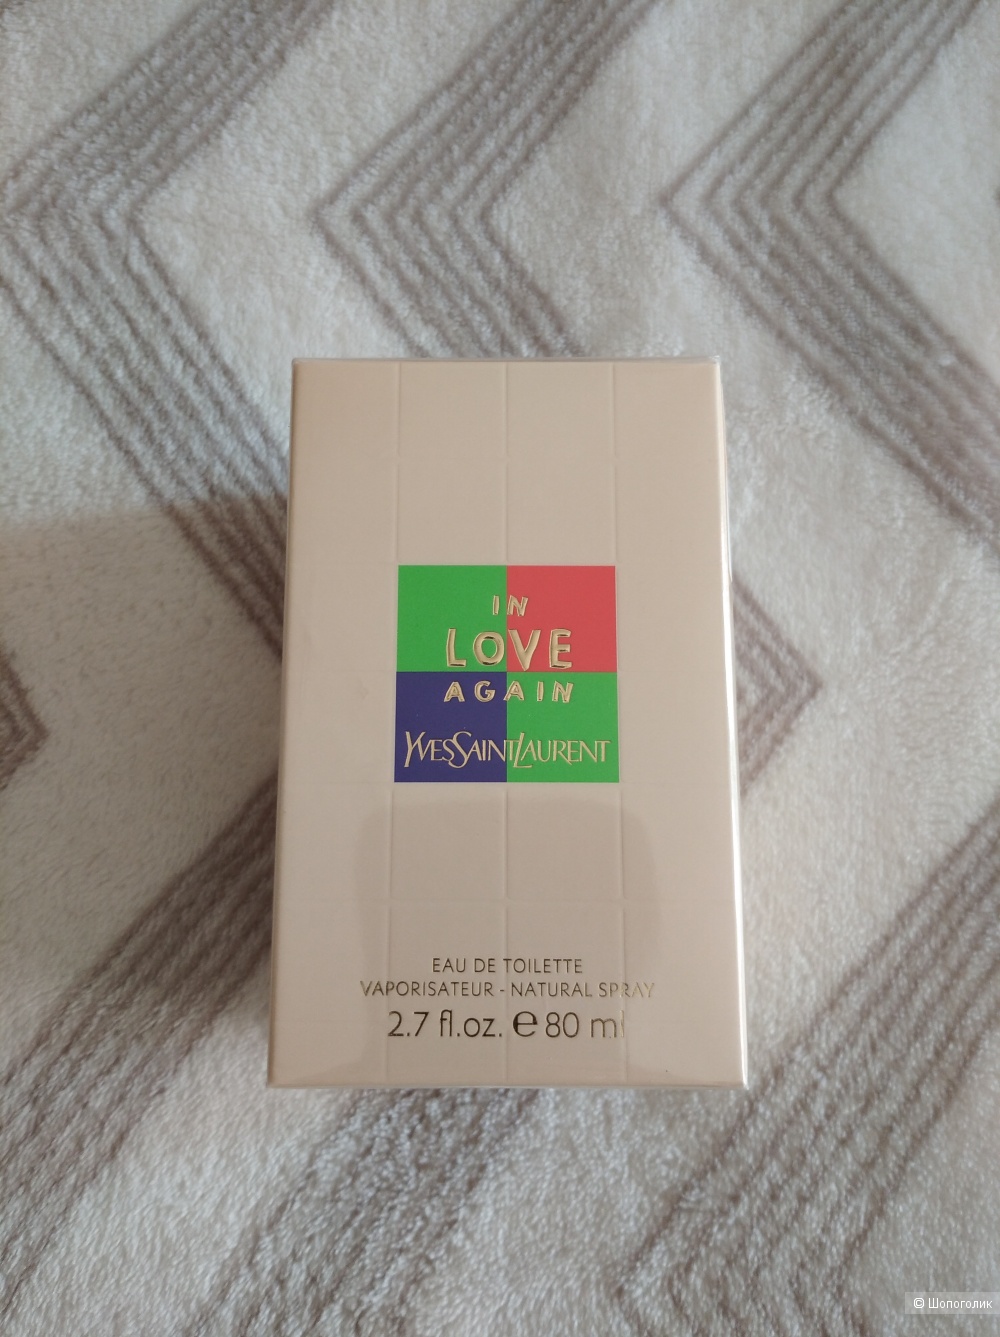 IN
LOVE
AGAIN
YVESSAINTLAURENT
EAU DE TOILETTE
VAPORISATEUR - NATURAL SPRAY
2.7 fl.oz. e 80 ml
© Шопоголик